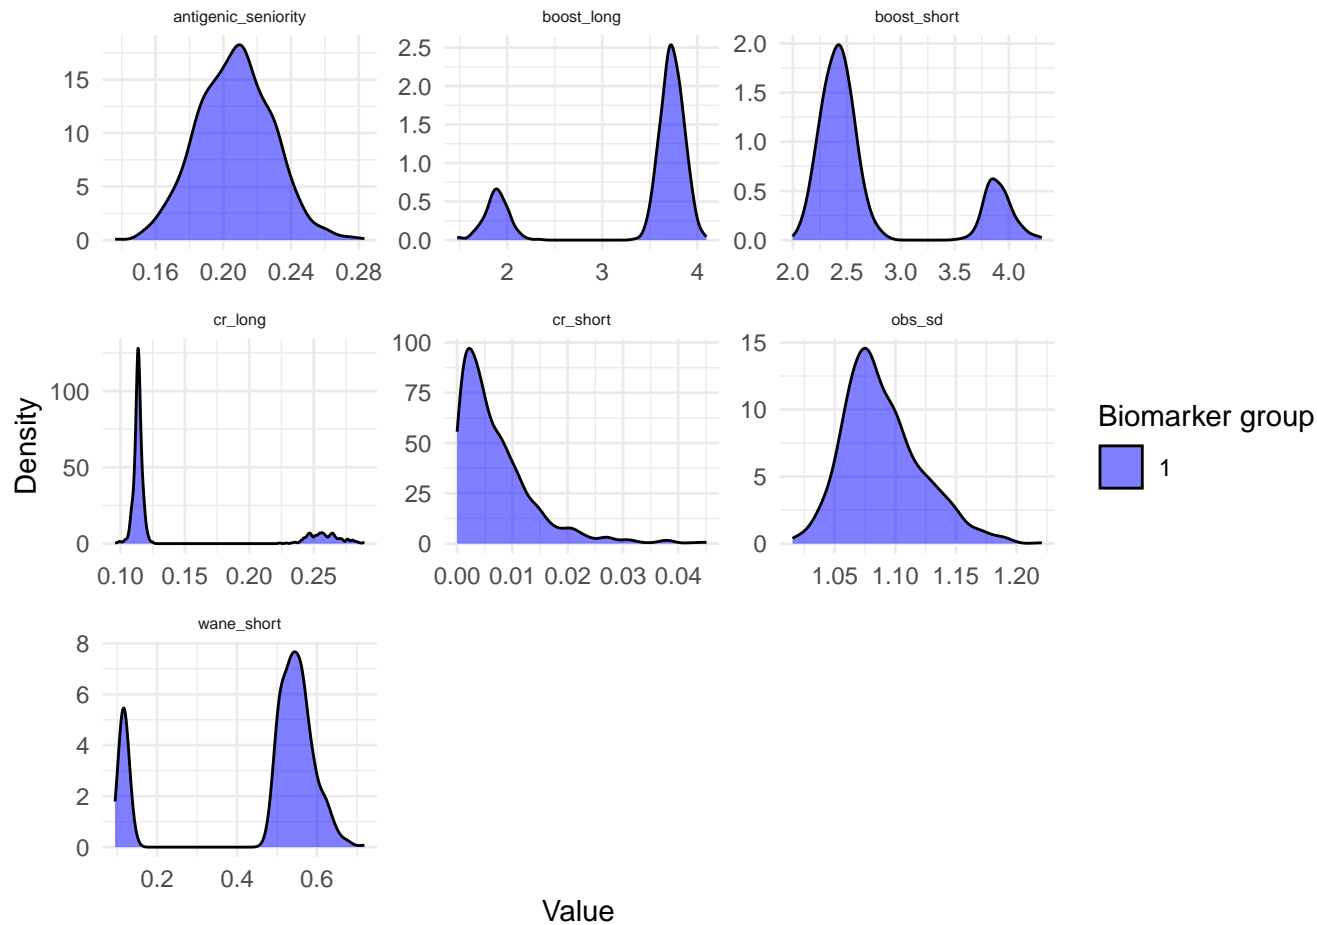 antigenic_seniority
boost_long
boost_short
15
10
5
0
0.16 0.20 0.24 0.28
2.5
2.0
1.5
1.0
0.5
0.0
2 3 4
2.0
1.5
1.0
0.5
0.0
2.0 2.5 3.0 3.5 4.0
cr_long
cr_short
obs_sd
100
50
0
0.10 0.15 0.20 0.25
100
75
50
25
0
0.00 0.01 0.02 0.03 0.04
15
10
5
0
1.05 1.10 1.15 1.20
wane_short
8
6
4
2
0
0.2 0.4 0.6
Density
Value
Biomarker group
1